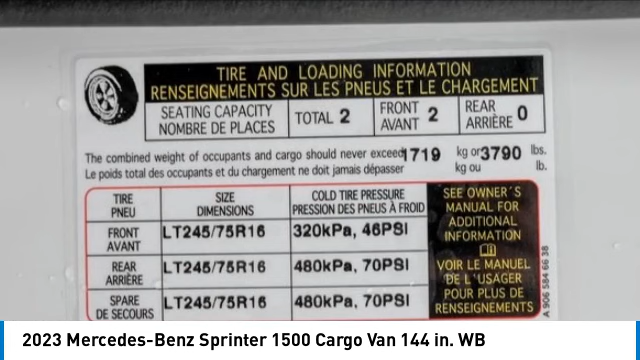 TIRE AND LOADING INFORMATION
RENSEIGNEMENTS SUR LES PNEUS ET LE CHARGEMENT
SEATING CAPACITY
NOMBRE DE PLACES
TOTAL 2
FRONT
AVANT 2
REAR
ARRIÈRE 0
The combined weight of occupants and cargo should never exceed 1719 kg or 3790 lbs.
Le poids total des occupants et du chargement ne doit jamais dépasser kg ou lb.
TIRE
PNEU
SIZE
DIMENSIONS
COLD TIRE PRESSURE
PRESSION DES PNEUS À FROID
FRONT
AVANT
LT245/75R16
320kPa, 46PSI
REAR
ARRIÈRE
LT245/75R16
480kPa, 70PSI
SPARE
DE SECOURS
LT245/75R16
480kPa, 70PSI
SEE OWNER'S
MANUAL FOR
ADDITIONAL
INFORMATION
VOIR LE MANUEL
DE L'USAGER
POUR PLUS DE
RENSEIGNEMENTS
A 906 584 66 38
2023 Mercedes-Benz Sprinter 1500 Cargo Van 144 in. WB